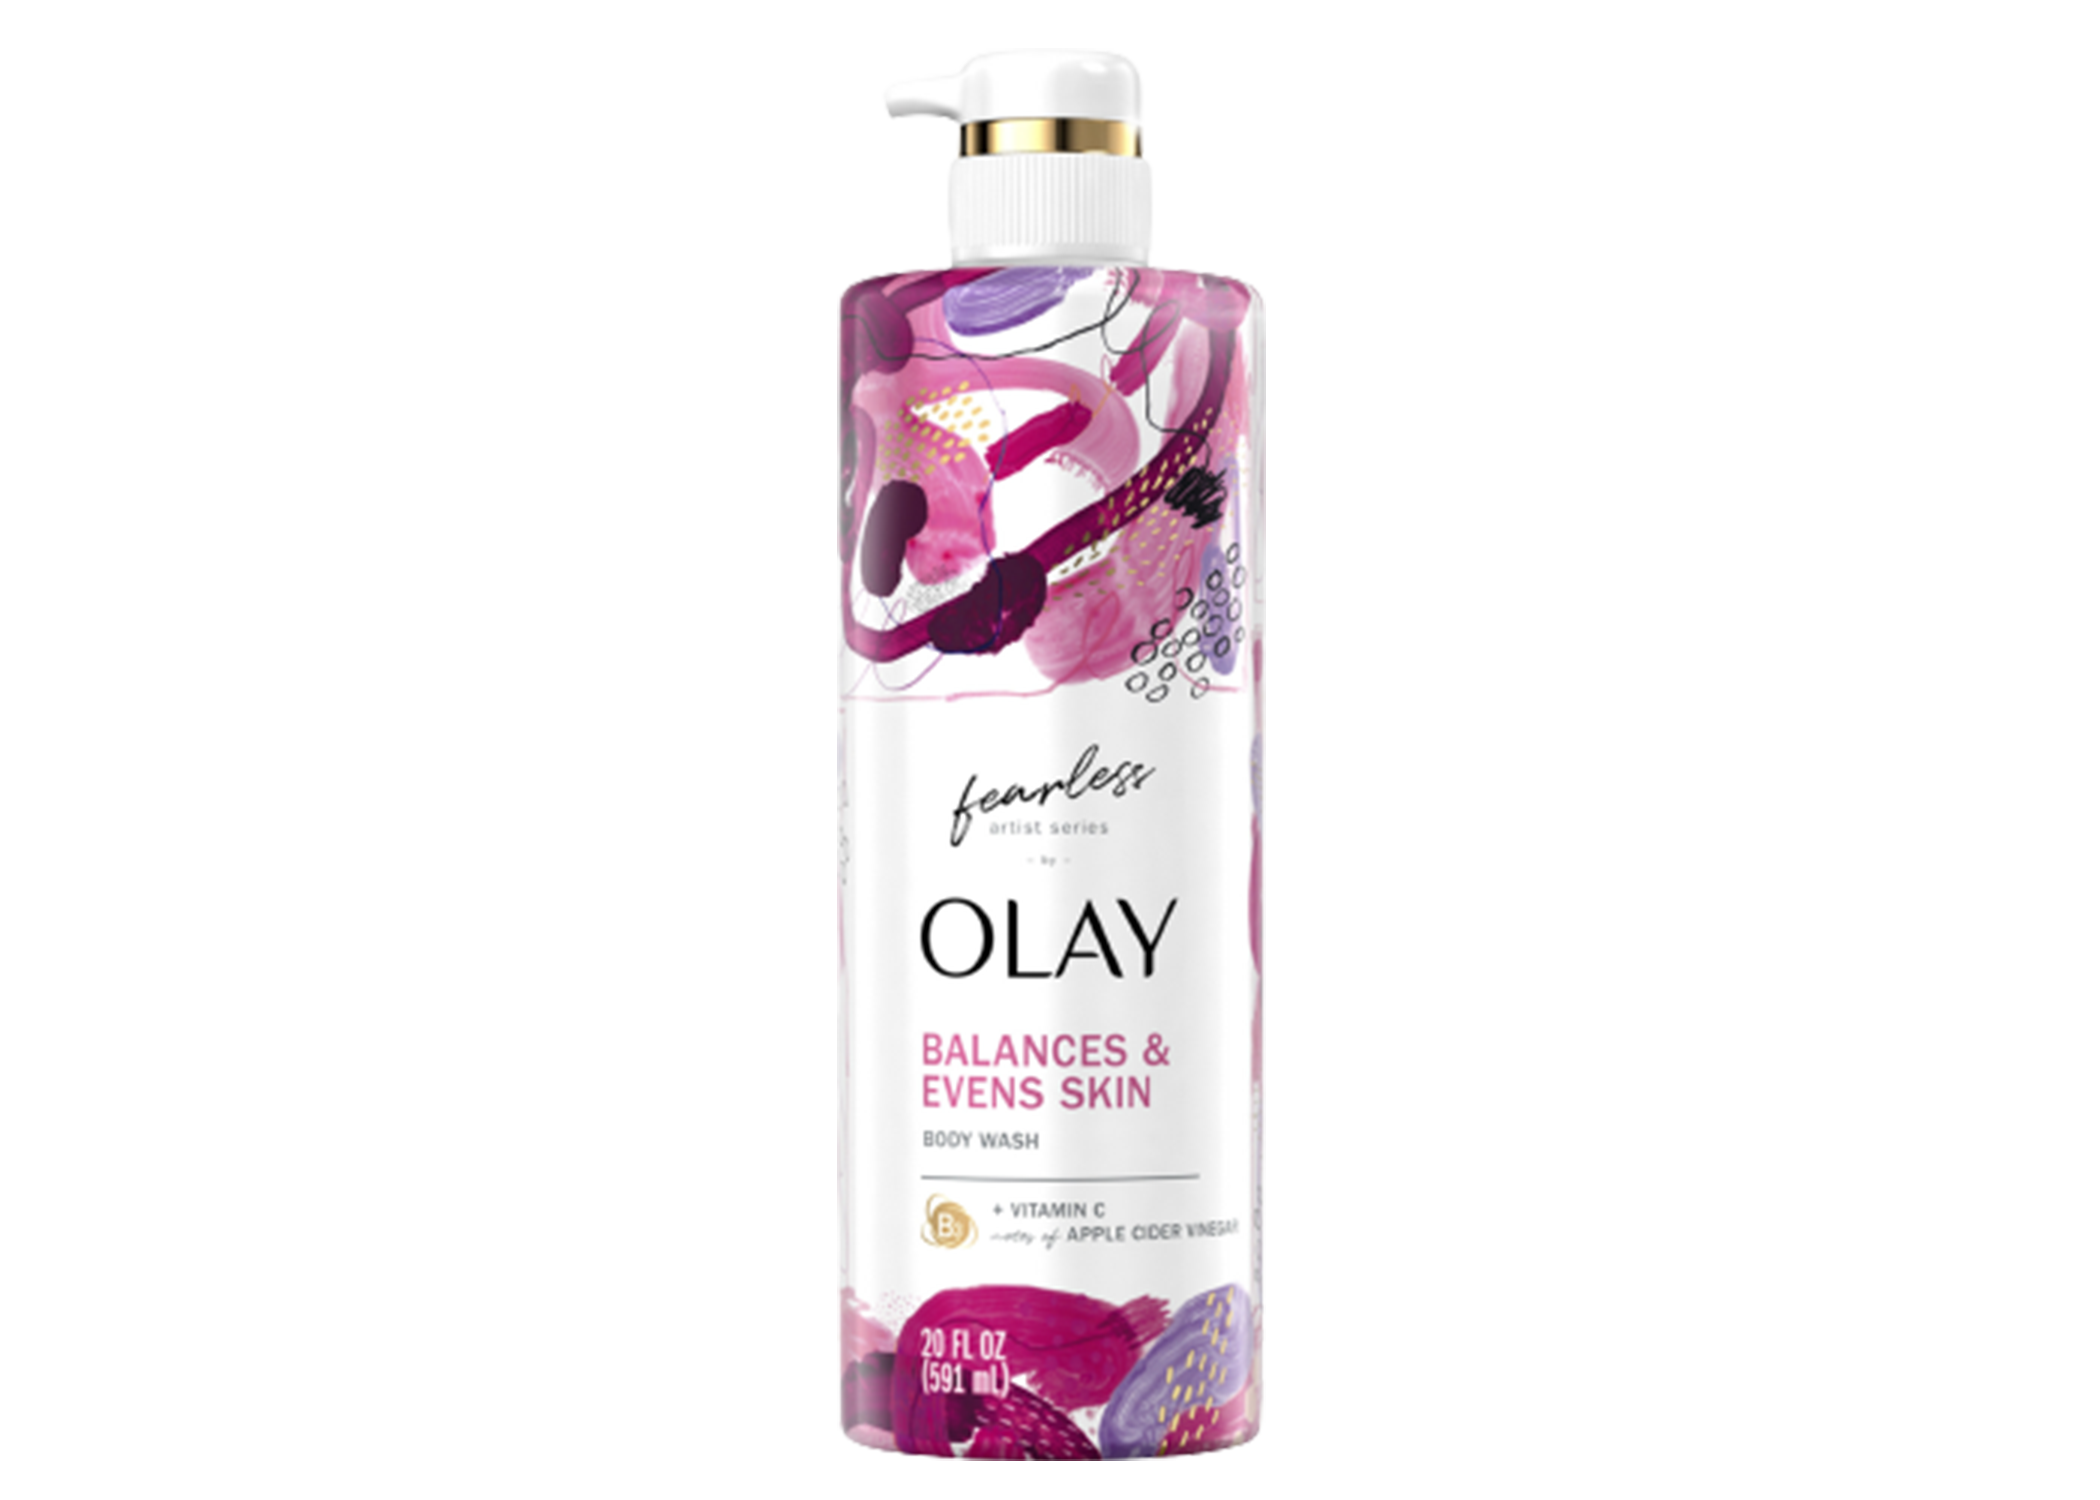 fearless
artist series
- by -
OLAY
BALANCES &
EVENS SKIN
BODY WASH
B3
+ VITAMIN C
notes of APPLE CIDER VINEGAR
20 FL OZ
(591 mL)